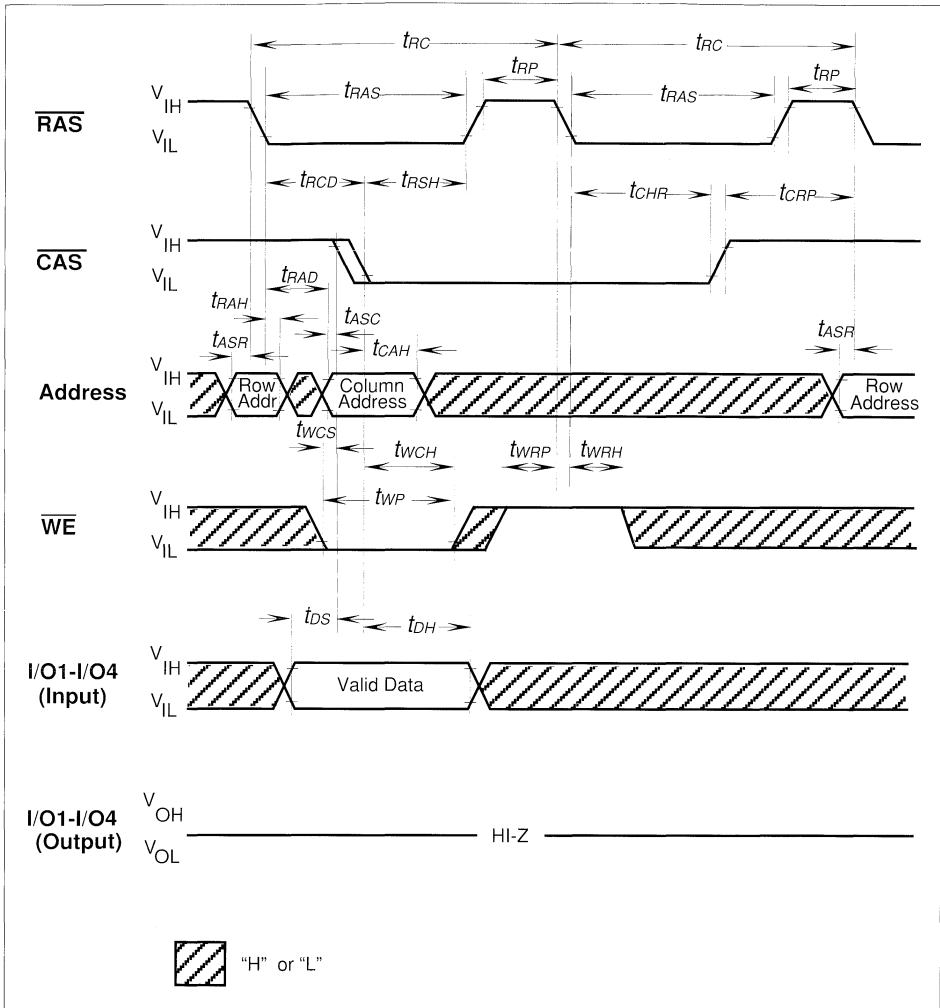 tRC tRC
tRP tRP
tRAS tRAS
VIH
RAS
VIL
tRCD tRSH tCHR tCRP
VIH
CAS
VIL
tRAD
tRAH tASC
tASR tCAH tASR
VIH
Address Row Addr Column Address Row Address
VIL
tWCS tWCH tWRP tWRH
tWP
VIH
WE
VIL
tDS tDH
VIH
I/O1-I/O4 (Input) Valid Data
VIL
VOH
I/O1-I/O4 (Output) HI-Z
VOL
"H" or "L"